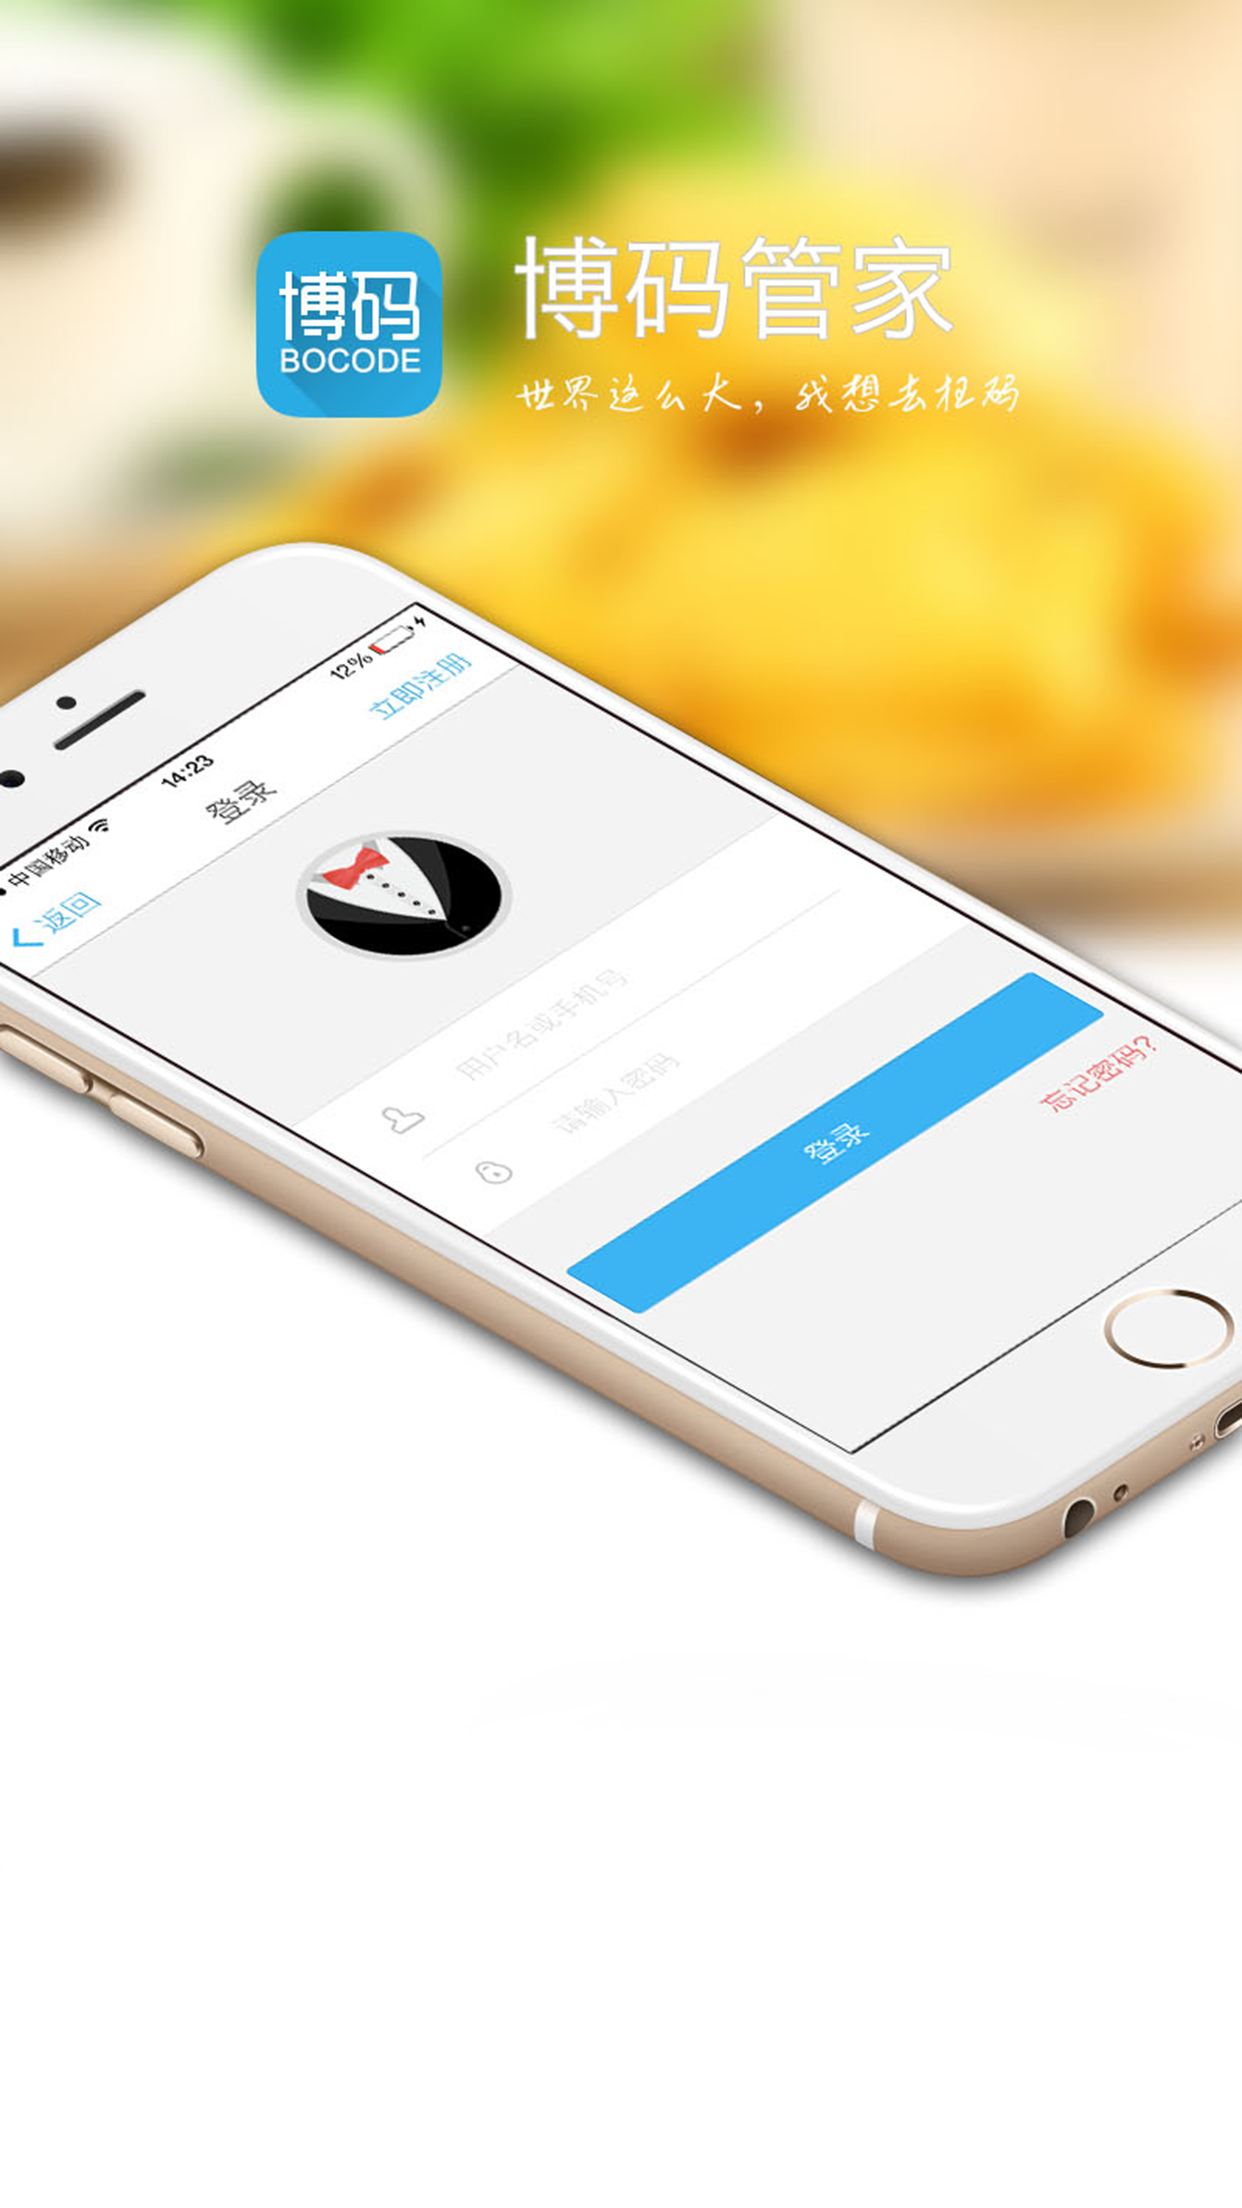 博码
BOCODE
博码管家
世界这么大，我想去扫码
中国移动
14:23
12%
返回
登录
立即注册
用户名或手机号
请输入密码
登录
忘记密码?